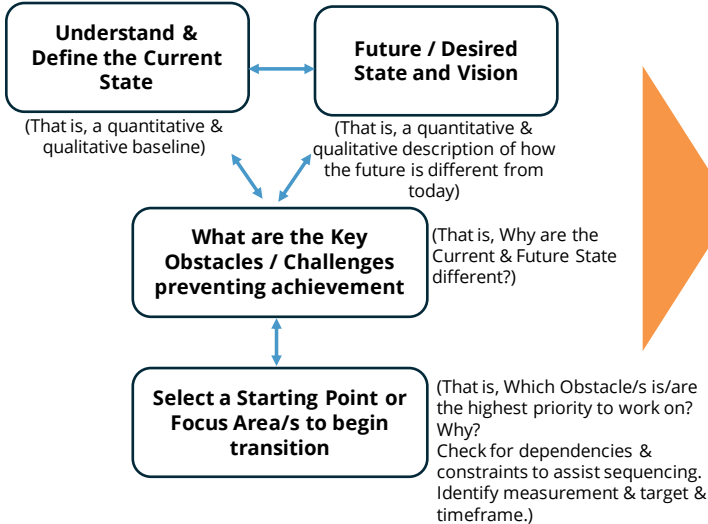 Understand &
Define the Current
State
Future / Desired
State and Vision
(That is, a quantitative &
qualitative baseline)
(That is, a quantitative &
qualitative description of how
the future is different from
today)
What are the Key
Obstacles / Challenges
preventing achievement
(That is, Why are the
Current & Future State
different?)
Select a Starting Point or
Focus Area/s to begin
transition
(That is, Which Obstacle/s is/are
the highest priority to work on?
Why?
Check for dependencies &
constraints to assist sequencing.
Identify measurement & target &
timeframe.)